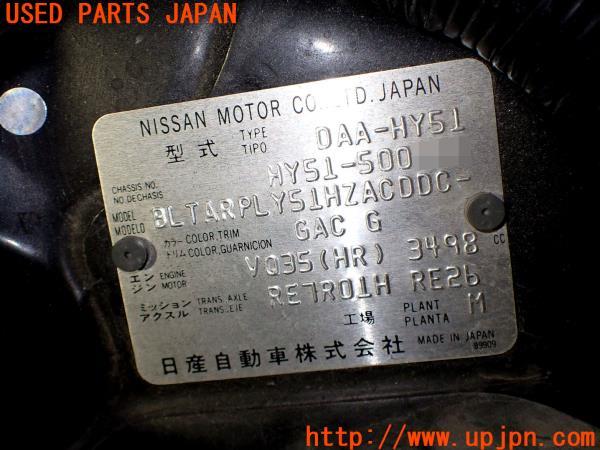 USED PARTS JAPAN
NISSAN MOTOR CO.,LTD.JAPAN
型式 TYPE TIPO DAA-HY51
CHASSIS NO. NO.DECHASIS HY51-500
MODEL MODELO BLTARPLY51HZACDDC-
カラー COLOR,TRIM
トリム COLOR,GUARNICION GAC G
エンジン ENGINE MOTOR VQ35(HR) 3498 CC
ミッション TRANS. AXLE
アクスル RE7R01H RE26
工場 PLANT PLANTA M
日産自動車株式会社 MADE IN JAPAN
89909
http://www.upjpn.com/